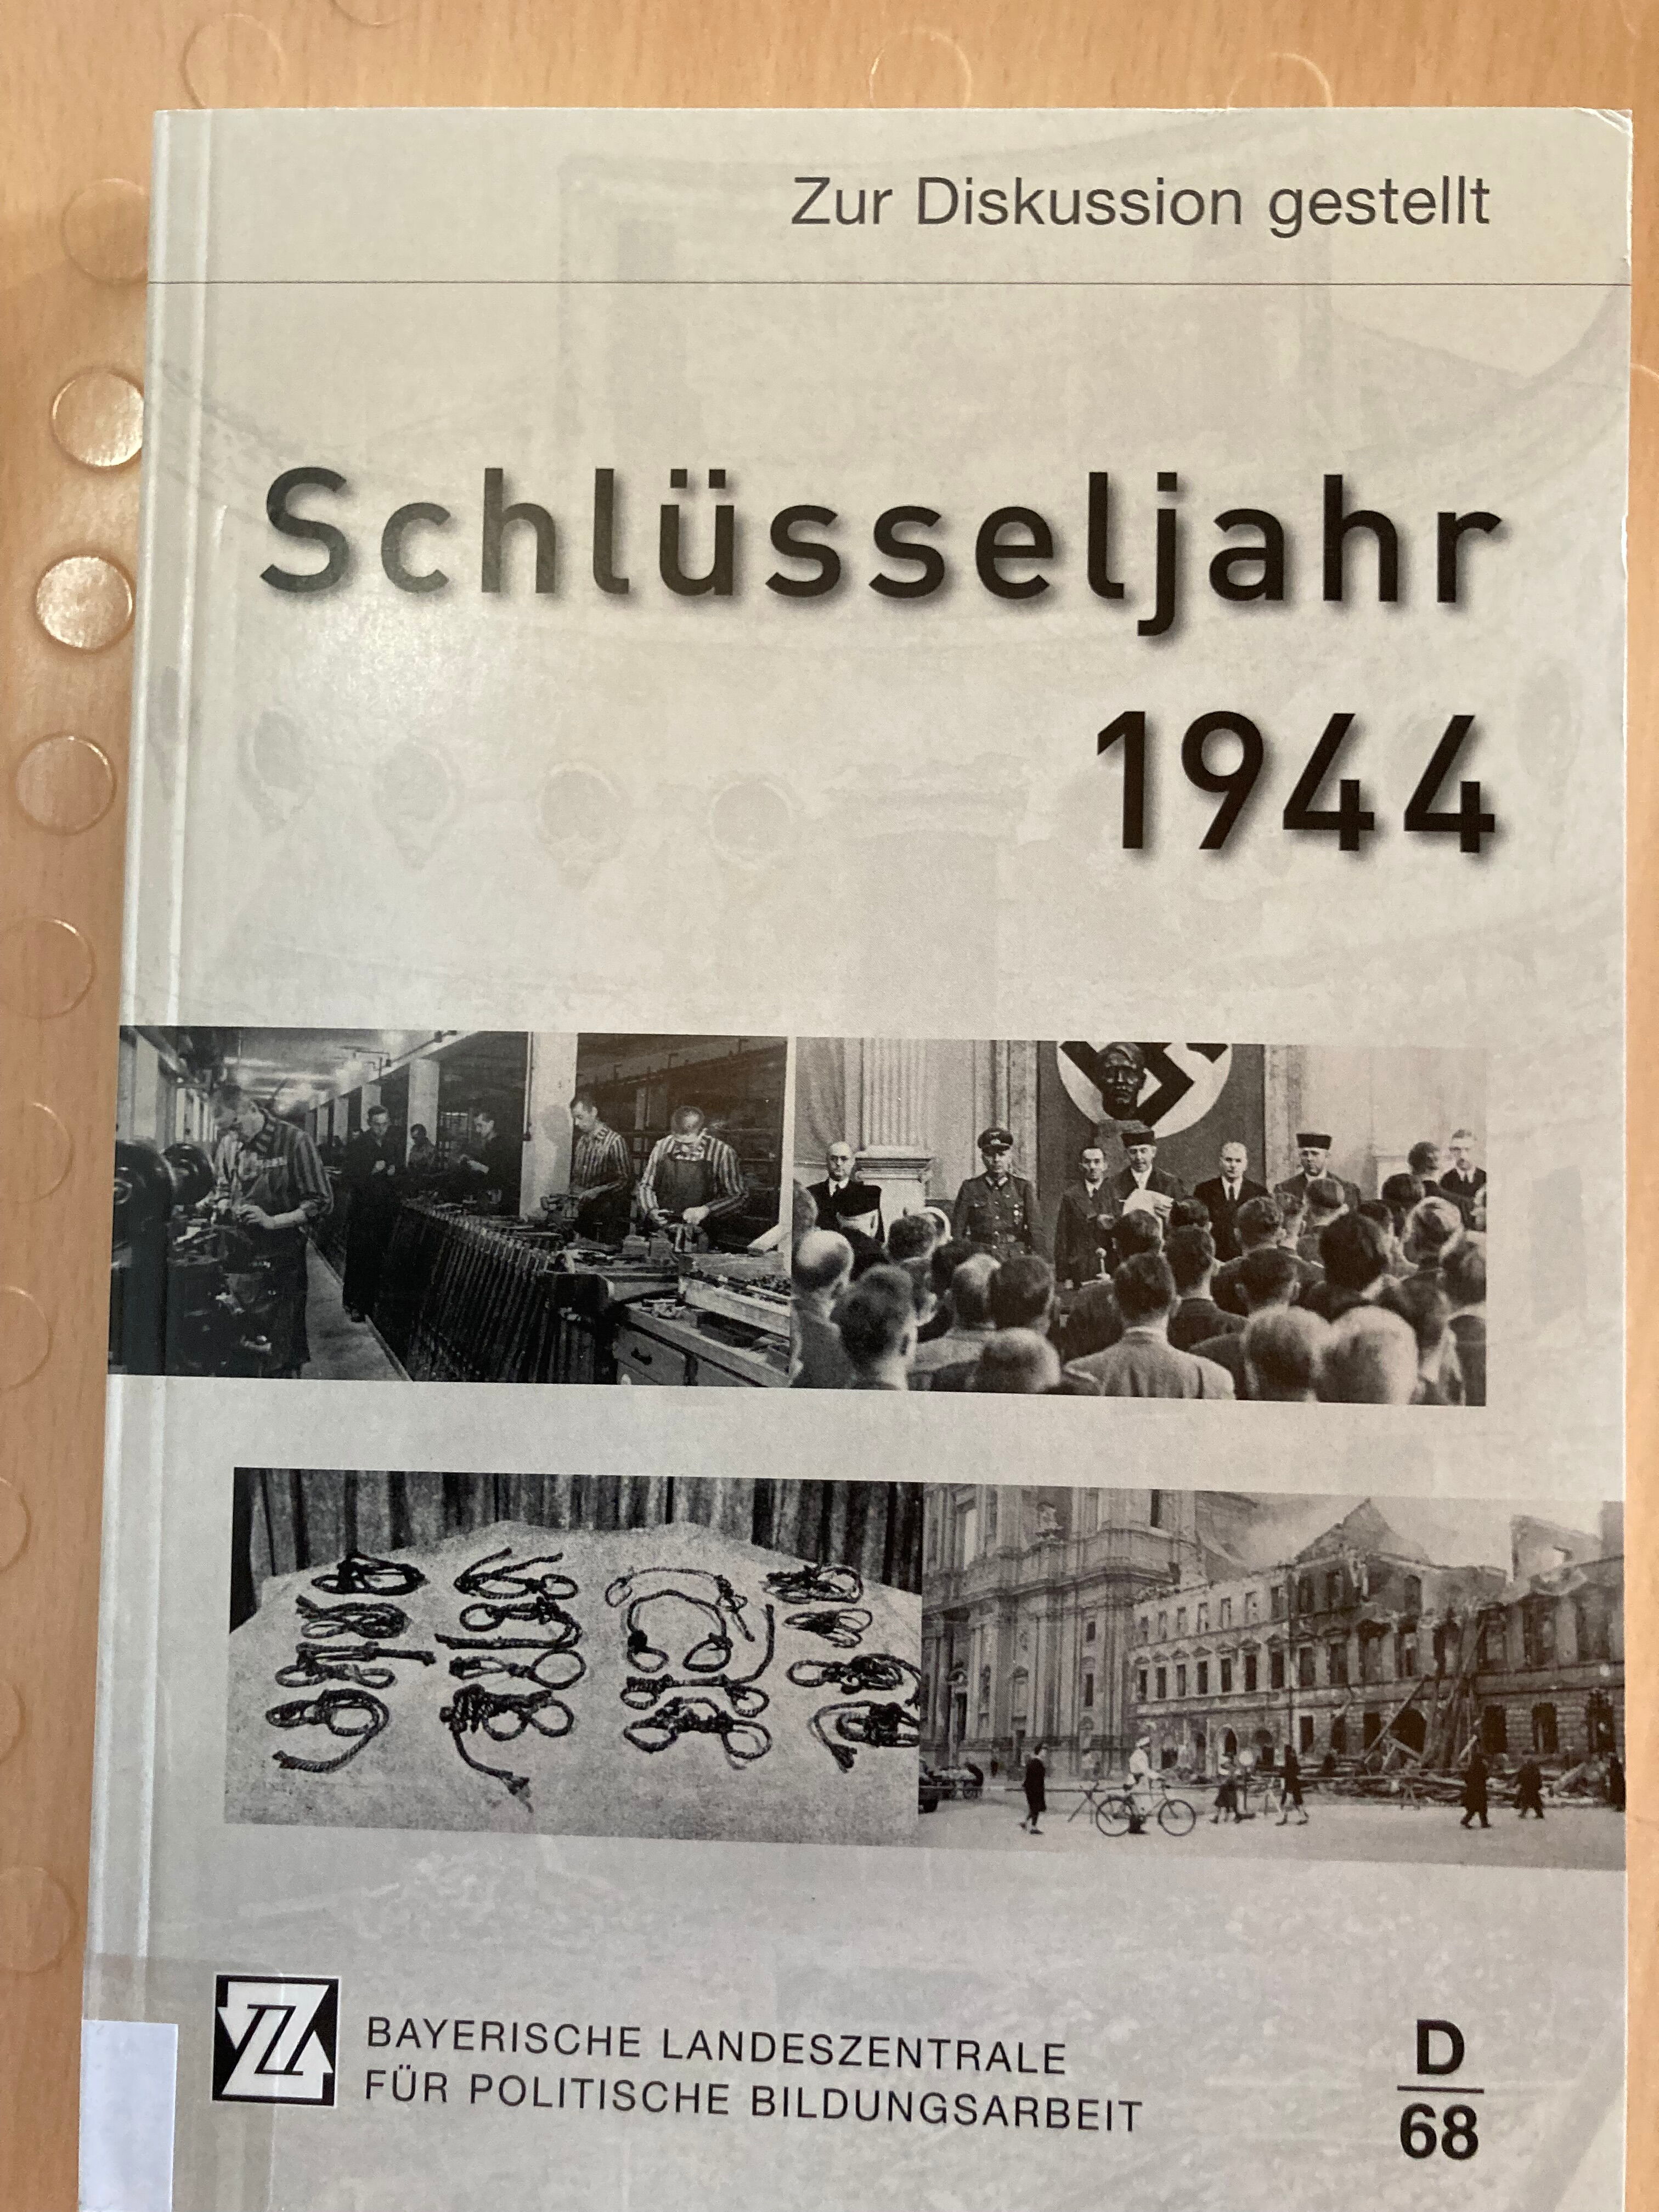 Zur Diskussion gestellt
Schlüsseljahr
1944
BAYERISCHE LANDESZENTRALE
FÜR POLITISCHE BILDUNGSARBEIT
D
68